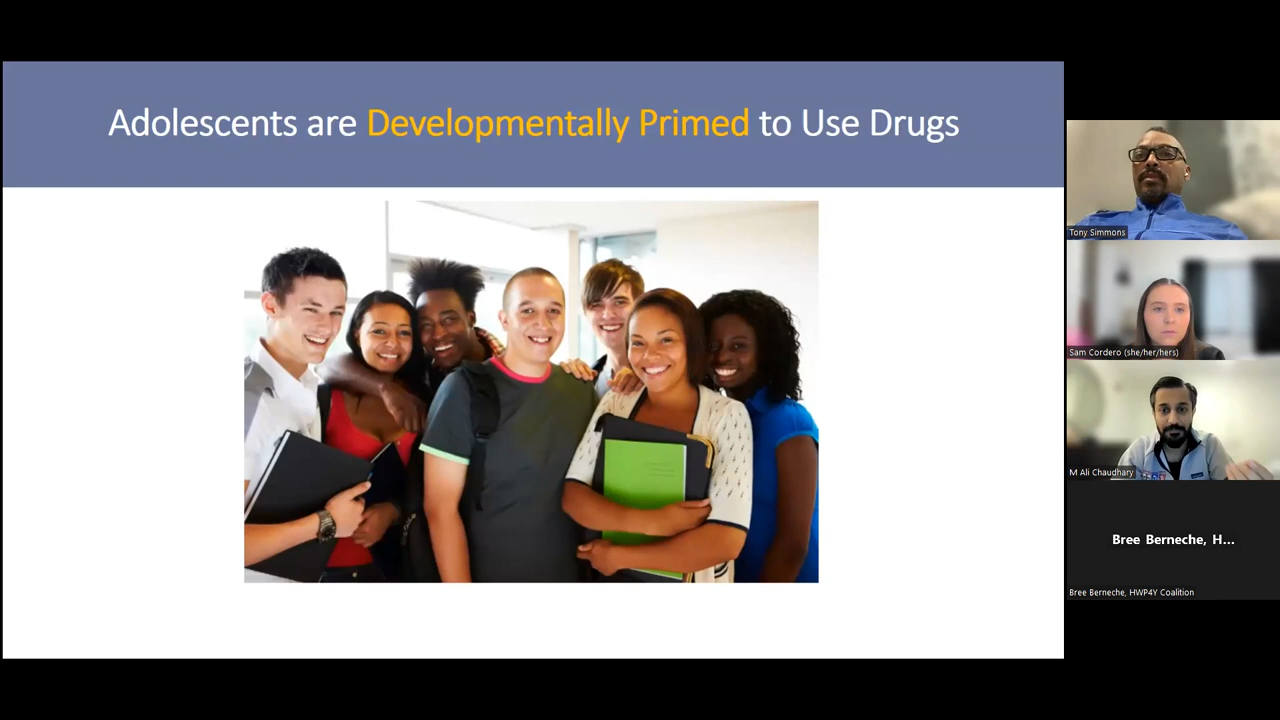 Adolescents are Developmentally Primed to Use Drugs
Tony Simmons
Sam Cordero (she/her/hers)
M Ali Chaudhary
Bree Berneche, H...
Bree Berneche, HWP4Y Coalition